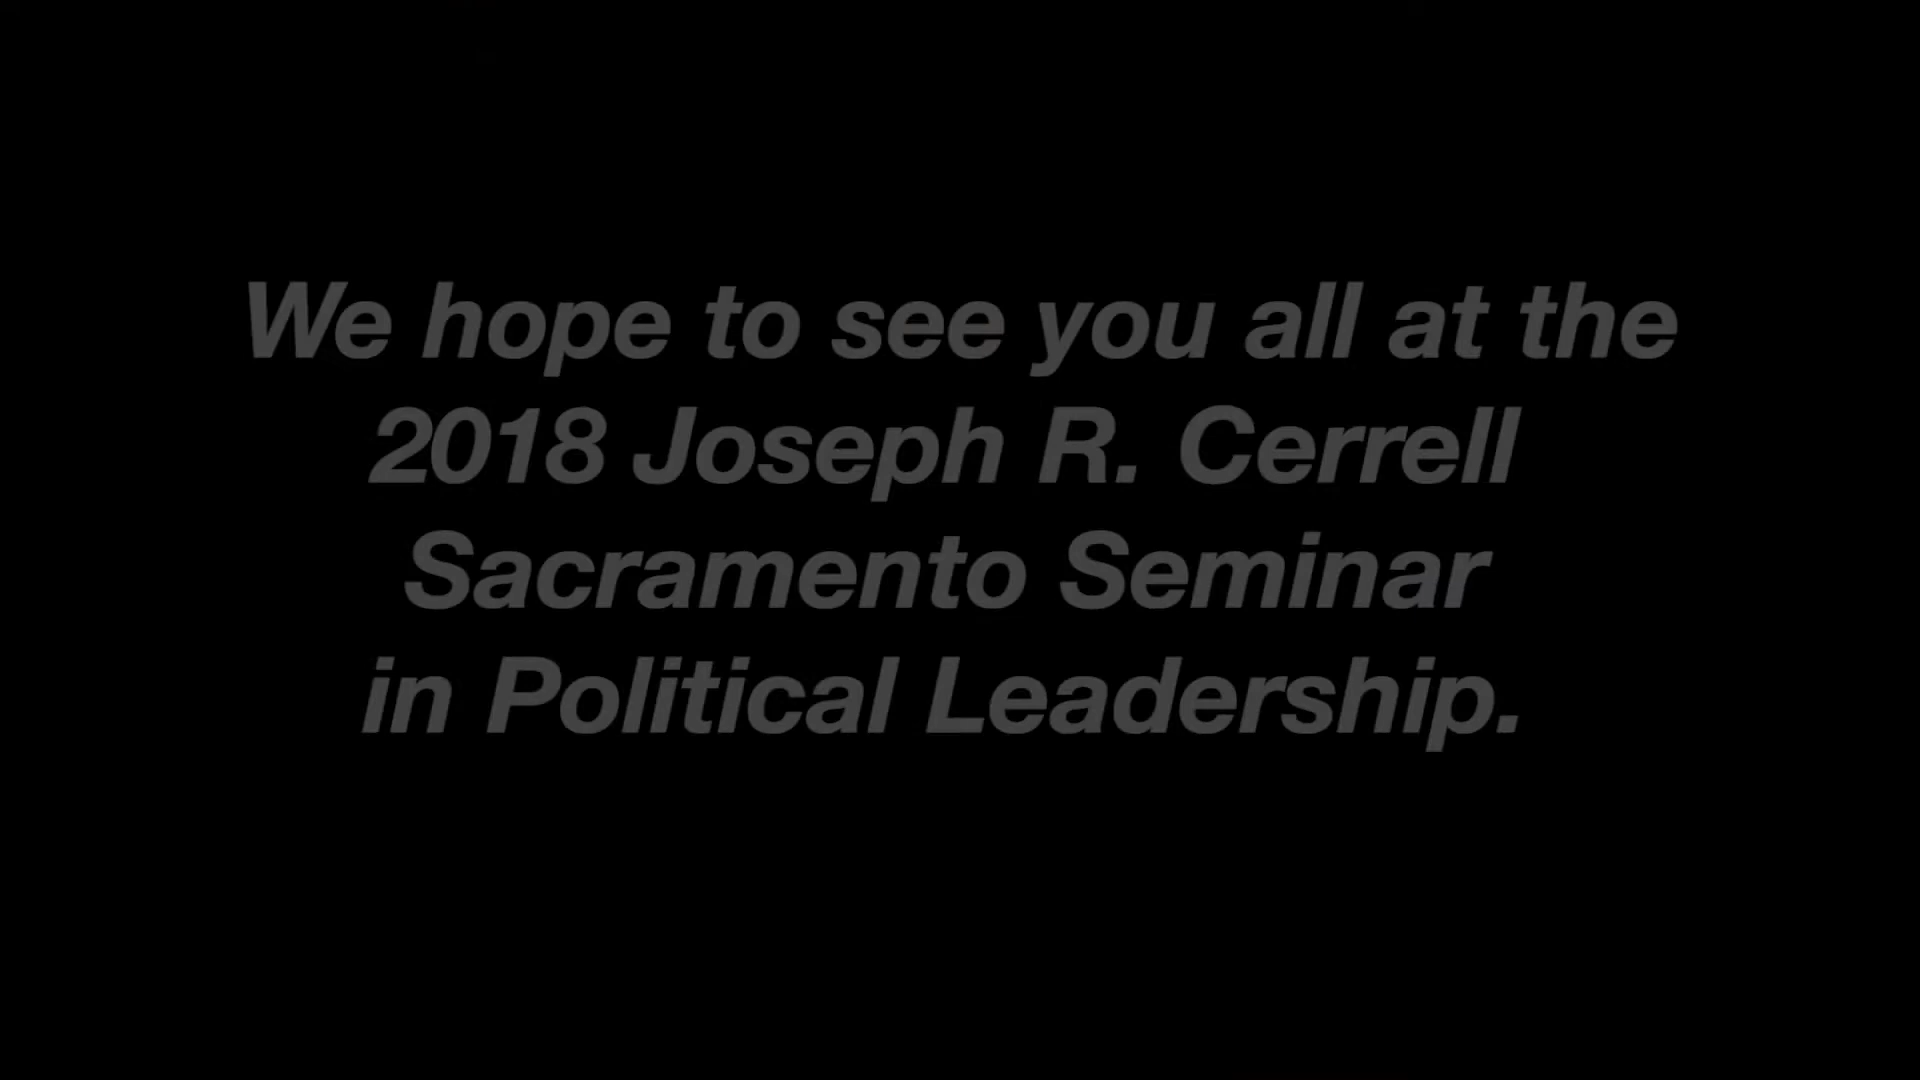 We hope to see you all at the
2018 Joseph R. Cerrell
Sacramento Seminar
in Political Leadership.